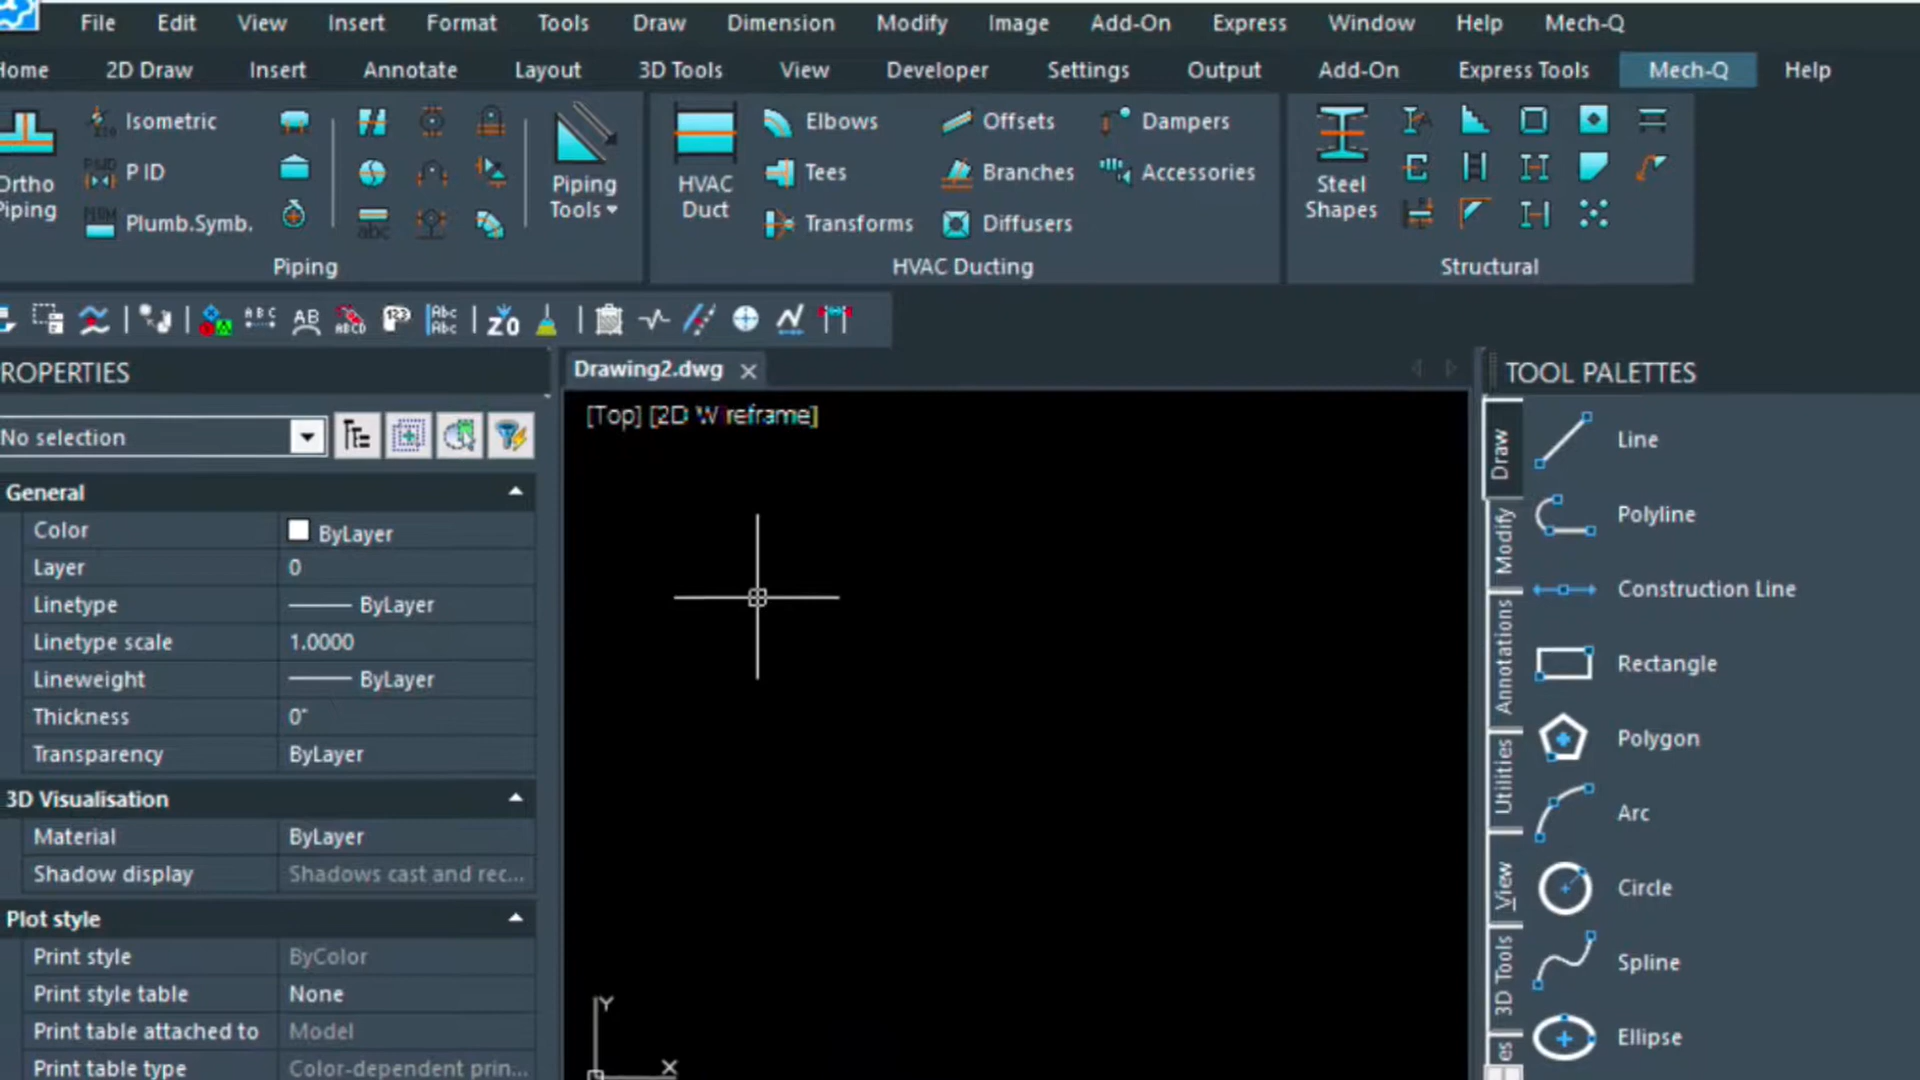 File Edit View Insert Format Tools Draw Dimension Modify Image Add-On Express Window Help Mech-Q
Home 2D Draw Insert Annotate Layout 3D Tools View Developer Settings Output Add-On Express Tools Mech-Q Help
Ortho Piping
Isometric
P ID
Plumb.Symb.
abc
Piping Tools
Piping
HVAC Duct
Elbows
Tees
Transforms
Offsets
Branches
Diffusers
Dampers
Accessories
HVAC Ducting
Steel Shapes
Structural
ROPERTIES
Drawing2.dwg
TOOL PALETTES
No selection
[Top] [2D Wireframe]
General
Color ByLayer
Layer 0
Linetype ByLayer
Linetype scale 1.0000
Lineweight ByLayer
Thickness 0"
Transparency ByLayer
3D Visualisation
Material ByLayer
Shadow display Shadows cast and rec...
Plot style
Print style ByColor
Print style table None
Print table attached to Model
Print table type Color-dependent prin...
Y
X
Draw
Modify
Annotations
Utilities
View
3D Tools
es
Line
Polyline
Construction Line
Rectangle
Polygon
Arc
Circle
Spline
Ellipse